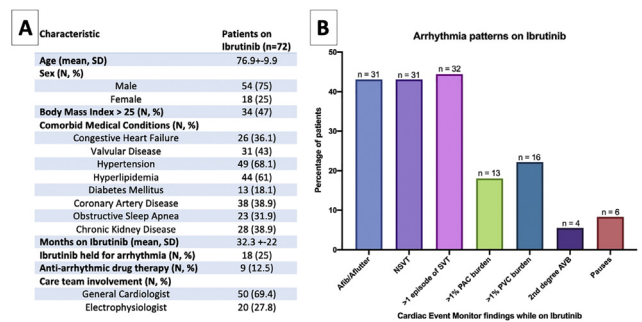 A
Characteristic Patients on
Ibrutinib (n=72)
Age (mean, SD) 76.9+-9.9
Sex (N, %)
Male 54 (75)
Female 18 (25)
Body Mass Index > 25 (N, %) 34 (47)
Comorbid Medical Conditions (N, %)
Congestive Heart Failure 26 (36.1)
Valvular Disease 31 (43)
Hypertension 49 (68.1)
Hyperlipidemia 44 (61)
Diabetes Mellitus 13 (18.1)
Coronary Artery Disease 38 (38.9)
Obstructive Sleep Apnea 23 (31.9)
Chronic Kidney Disease 28 (38.9)
Months on Ibrutinib (mean, SD) 32.3 +-22
Ibrutinib held for arrhythmia (N, %) 18 (25)
Anti-arrhythmic drug therapy (N, %) 9 (12.5)
Care team involvement (N, %)
General Cardiologist 50 (69.4)
Electrophysiologist 20 (27.8)
B
Arrhythmia patterns on Ibrutinib
Percentage of patients
50
40
30
20
10
0
n = 31
n = 31
n = 32
n = 13
n = 16
n = 4
n = 6
Afib/Aflutter
NSVT
>1 episode of SVT
>1% PAC burden
>1% PVC burden
2nd degree AVB
Pauses
Cardiac Event Monitor findings while on Ibrutinib